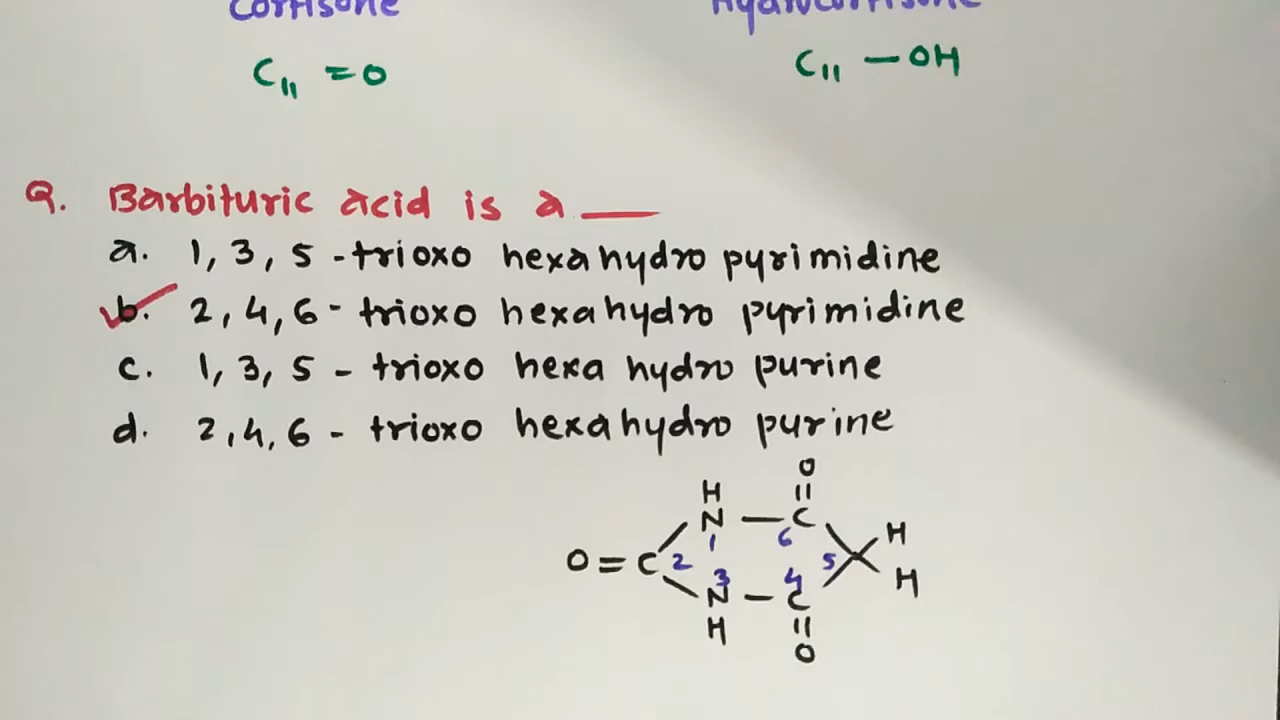 Cortisone Hydrocortisone
C11 = O C11 — OH
Q. Barbituric acid is a ___
a. 1, 3, 5 - trioxo hexahydro pyrimidine
b. 2, 4, 6 - trioxo hexahydro pyrimidine
c. 1, 3, 5 - trioxo hexa hydro purine
d. 2, 4, 6 - trioxo hexahydro purine
O
H ||
N — C H
1 6
O = C 2 5
3 4 H
N — C
H ||
O